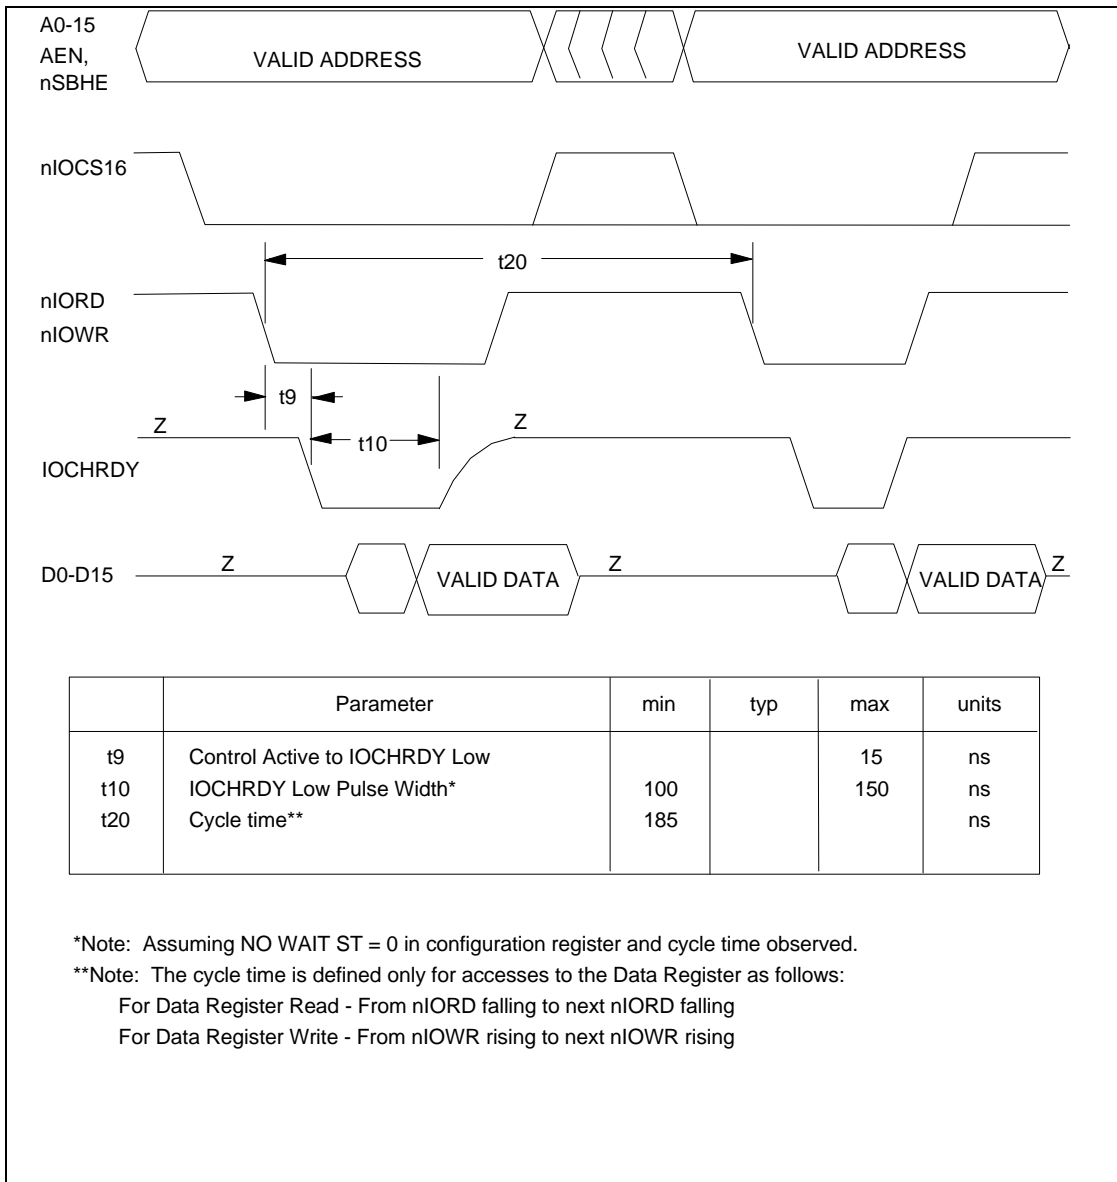 A0-15
AEN,
nSBHE
VALID ADDRESS
VALID ADDRESS
nIOCS16
t20
nIORD
nIOWR
t9
Z
Z
t10
IOCHRDY
D0-D15
Z
VALID DATA
Z
VALID DATA
Z
Parameter min typ max units
t9 Control Active to IOCHRDY Low 15 ns
t10 IOCHRDY Low Pulse Width* 100 150 ns
t20 Cycle time** 185 ns
*Note: Assuming NO WAIT ST = 0 in configuration register and cycle time observed.
**Note: The cycle time is defined only for accesses to the Data Register as follows:
For Data Register Read - From nIORD falling to next nIORD falling
For Data Register Write - From nIOWR rising to next nIOWR rising